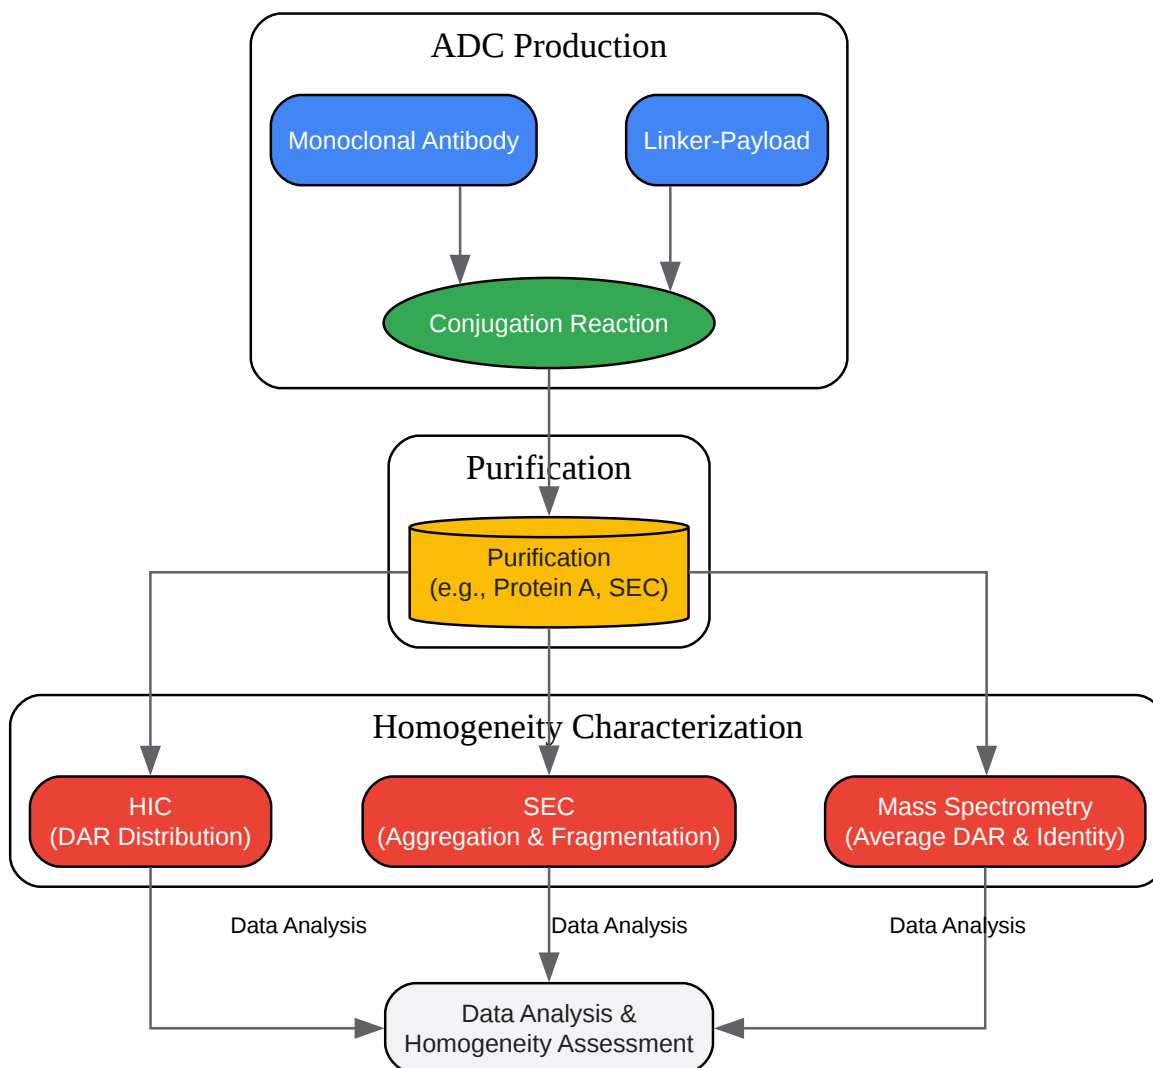 ADC Production
Monoclonal Antibody
Linker-Payload
Conjugation Reaction
Purification
Purification
(e.g., Protein A, SEC)
Homogeneity Characterization
HIC
(DAR Distribution)
SEC
(Aggregation & Fragmentation)
Mass Spectrometry
(Average DAR & Identity)
Data Analysis
Data Analysis
Data Analysis
Data Analysis &
Homogeneity Assessment